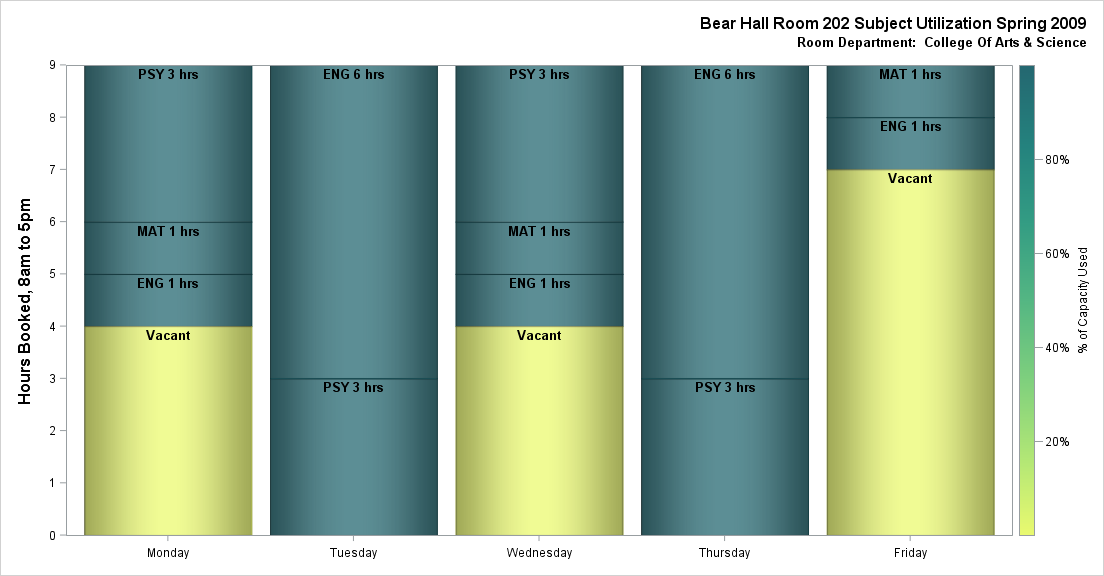 Bear Hall Room 202 Subject Utilization Spring 2009
Room Department:  College Of Arts & Science
Hours Booked, 8am to 5pm
9
8
7
6
5
4
3
2
1
0
PSY 3 hrs
MAT 1 hrs
ENG 1 hrs
Vacant
Monday
ENG 6 hrs
PSY 3 hrs
Tuesday
PSY 3 hrs
MAT 1 hrs
ENG 1 hrs
Vacant
Wednesday
ENG 6 hrs
PSY 3 hrs
Thursday
MAT 1 hrs
ENG 1 hrs
Vacant
Friday
80%
60%
40%
20%
% of Capacity Used